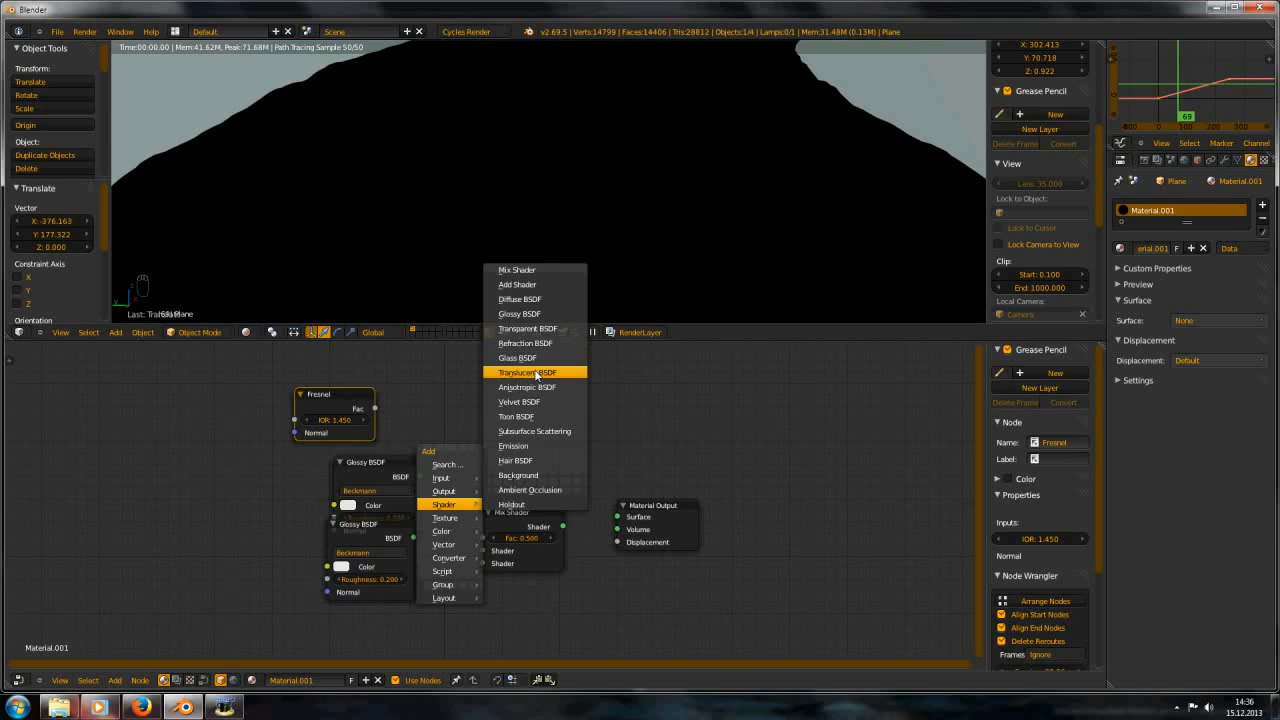 Blender
File Render Window Help Default Scene Cycles Render v2.69.5 | Verts:14799 | Faces:14406 | Tris:28812 | Objects:1/4 | Lamps:0/1 | Mem:31.48M (0.13M) | Plane
Object Tools
Transform:
Translate
Rotate
Scale
Origin
Object:
Duplicate Objects
Delete
Translate
Vector
X: -376.163
Y: 177.322
Z: 0.000
Constraint Axis
X
Y
Z
Orientation
Time:00:00.00 | Mem:41.62M, Peak:71.68M | Path Tracing Sample 50/50
View Select Add Object Object Mode Global RenderLayer
X: 302.413
Y: 70.718
Z: 0.922
Grease Pencil
New
New Layer
Delete Frame Convert
View
Lens: 35.000
Lock to Object:
Lock to Cursor
Lock Camera to View
Clip:
Start: 0.100
End: 1000.000
Local Camera:
Camera
69
0 100 200 300
View Select Marker Channel
Plane Material.001
Material.001
erial.001 F Data
Custom Properties
Preview
Surface
Surface: None
Displacement
Displacement: Default
Settings
Mix Shader
Add Shader
Diffuse BSDF
Glossy BSDF
Transparent BSDF
Refraction BSDF
Glass BSDF
Translucent BSDF
Anisotropic BSDF
Velvet BSDF
Toon BSDF
Subsurface Scattering
Emission
Hair BSDF
Background
Ambient Occlusion
Holdout
Add
Search ...
Input
Output
Shader
Texture
Color
Vector
Converter
Script
Group
Layout
Fresnel
Fac
IOR: 1.450
Normal
Glossy BSDF
BSDF
Beckmann
Color
Glossy BSDF
BSDF
Beckmann
Color
Roughness: 0.200
Normal
Mix Shader
Shader
Fac: 0.500
Shader
Shader
Material Output
Surface
Volume
Displacement
Material.001
Grease Pencil
New
New Layer
Delete Frame Convert
Node
Name: Fresnel
Label:
Color
Properties
Inputs:
IOR: 1.450
Normal
Node Wrangler
Arrange Nodes
Align Start Nodes
Align End Nodes
Delete Reroutes
Frames Ignore
View Select Add Node Material.001 F Use Nodes
14:36
15.12.2013